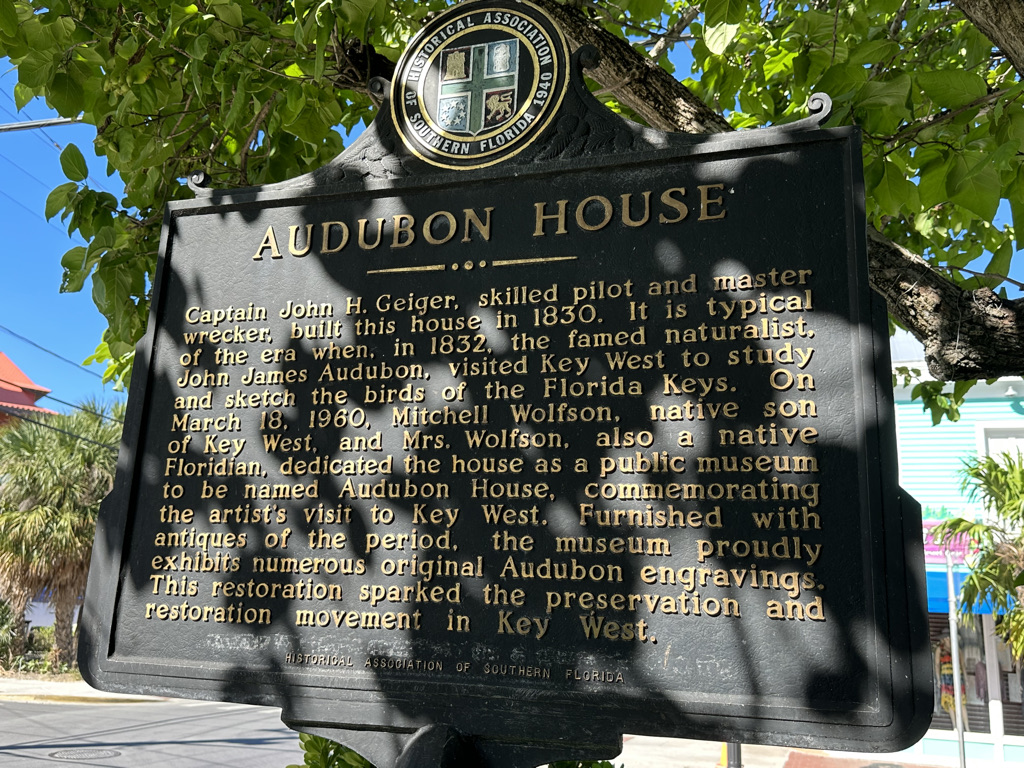 HISTORICAL ASSOCIATION OF SOUTHERN FLORIDA 1940
AUDUBON HOUSE
Captain John H. Geiger, skilled pilot and master
wrecker, built this house in 1830. It is typical
of the era when, in 1832, the famed naturalist,
John James Audubon, visited Key West to study
and sketch the birds of the Florida Keys. On
March 18, 1960, Mitchell Wolfson, native son
of Key West, and Mrs. Wolfson, also a native
Floridian, dedicated the house as a public museum
to be named Audubon House, commemorating
the artist's visit to Key West. Furnished with
antiques of the period, the museum proudly
exhibits numerous original Audubon engravings.
This restoration sparked the preservation and
restoration movement in Key West.
HISTORICAL ASSOCIATION OF SOUTHERN FLORIDA